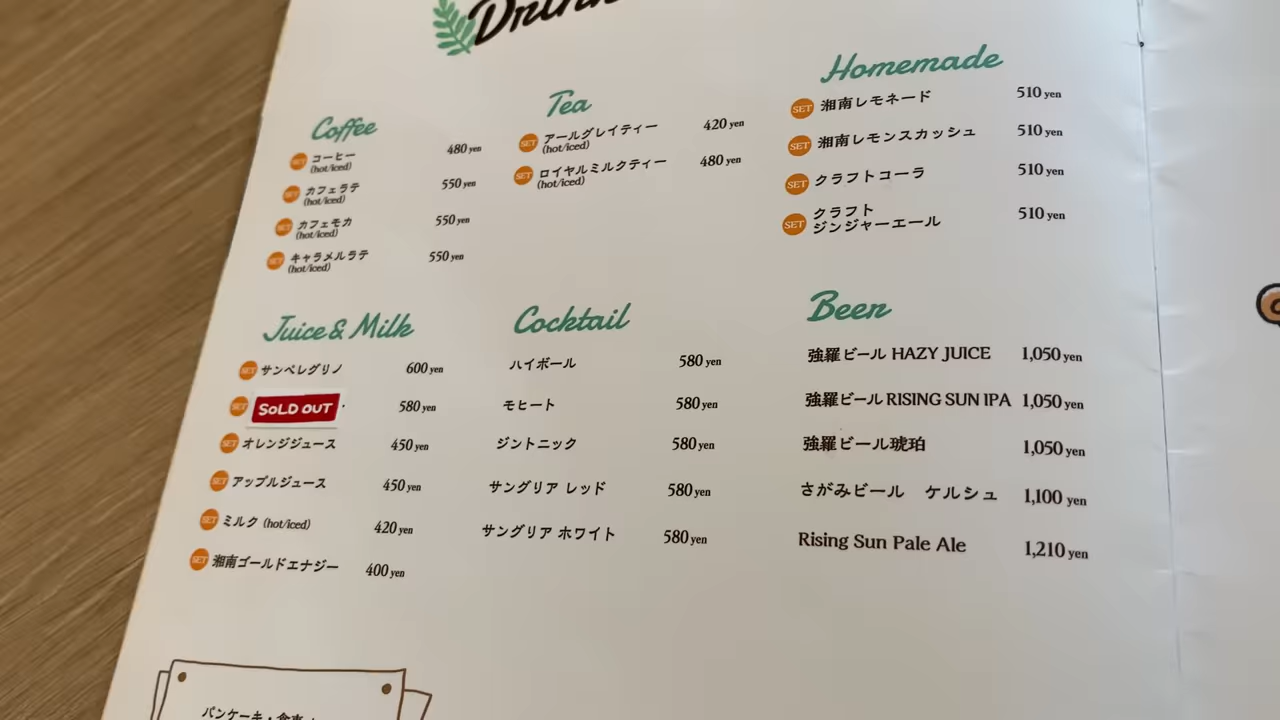 Drink
Coffee
SET コーヒー 480 yen
(hot/iced)
SET カフェラテ 550 yen
(hot/iced)
SET カフェモカ 550 yen
(hot/iced)
SET キャラメルラテ 550 yen
(hot/iced)
Tea
SET アールグレイティー 420 yen
(hot/iced)
SET ロイヤルミルクティー 480 yen
(hot/iced)
Homemade
SET 湘南レモネード 510 yen
SET 湘南レモンスカッシュ 510 yen
SET クラフトコーラ 510 yen
SET クラフト
ジンジャーエール 510 yen
Juice & Milk
SET サンペレグリノ 600 yen
SET SOLD OUT 580 yen
SET オレンジジュース 450 yen
SET アップルジュース 450 yen
SET ミルク (hot/iced) 420 yen
SET 湘南ゴールドエナジー 400 yen
Cocktail
ハイボール 580 yen
モヒート 580 yen
ジントニック 580 yen
サングリア レッド 580 yen
サングリア ホワイト 580 yen
Beer
強羅ビール HAZY JUICE 1,050 yen
強羅ビール RISING SUN IPA 1,050 yen
強羅ビール琥珀 1,050 yen
さがみビール ケルシュ 1,100 yen
Rising Sun Pale Ale 1,210 yen
パンケーキ・食事